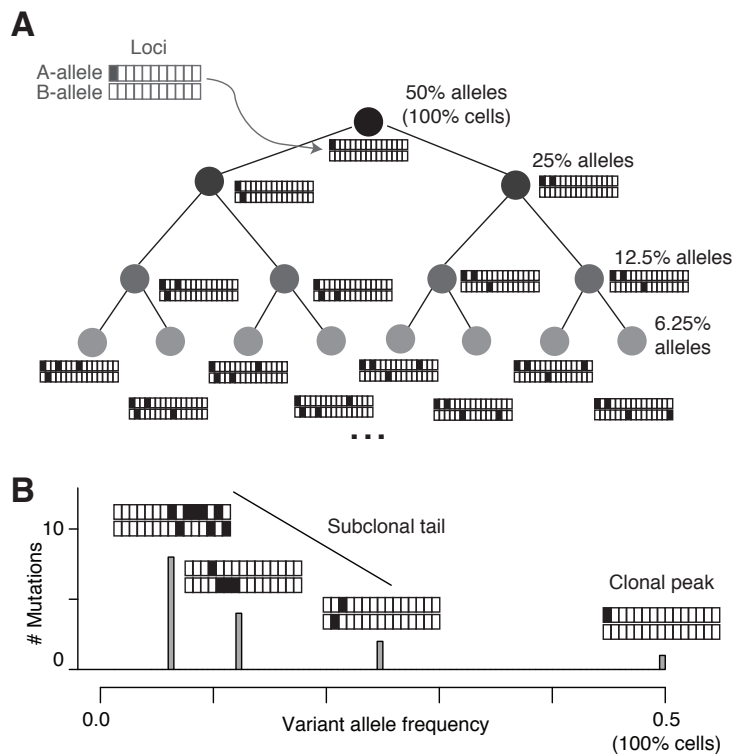 A
Loci
A-allele
B-allele
50% alleles
(100% cells)
25% alleles
12.5% alleles
6.25%
alleles
...
B
10
0
# Mutations
Subclonal tail
Clonal peak
0.0
Variant allele frequency
0.5
(100% cells)